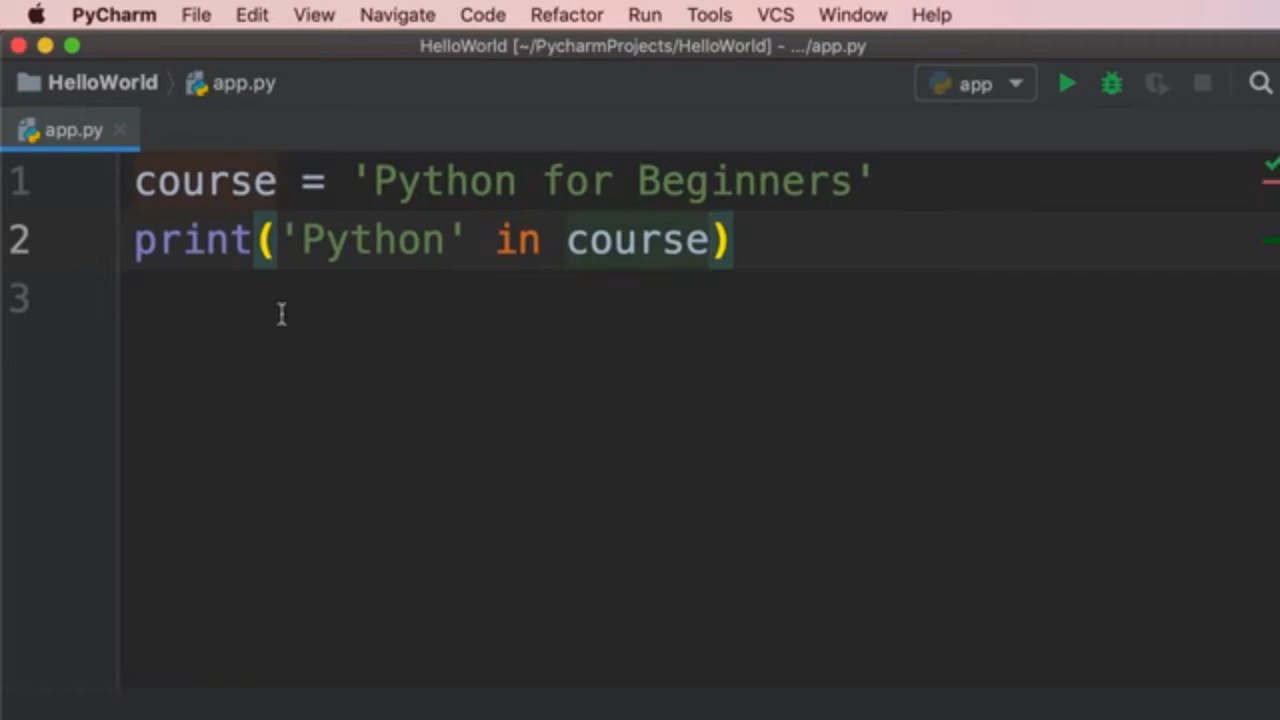 PyCharm File Edit View Navigate Code Refactor Run Tools VCS Window Help
HelloWorld [~/PycharmProjects/HelloWorld] - .../app.py
HelloWorld app.py app
app.py
1 course = 'Python for Beginners'
2 print('Python' in course)
3